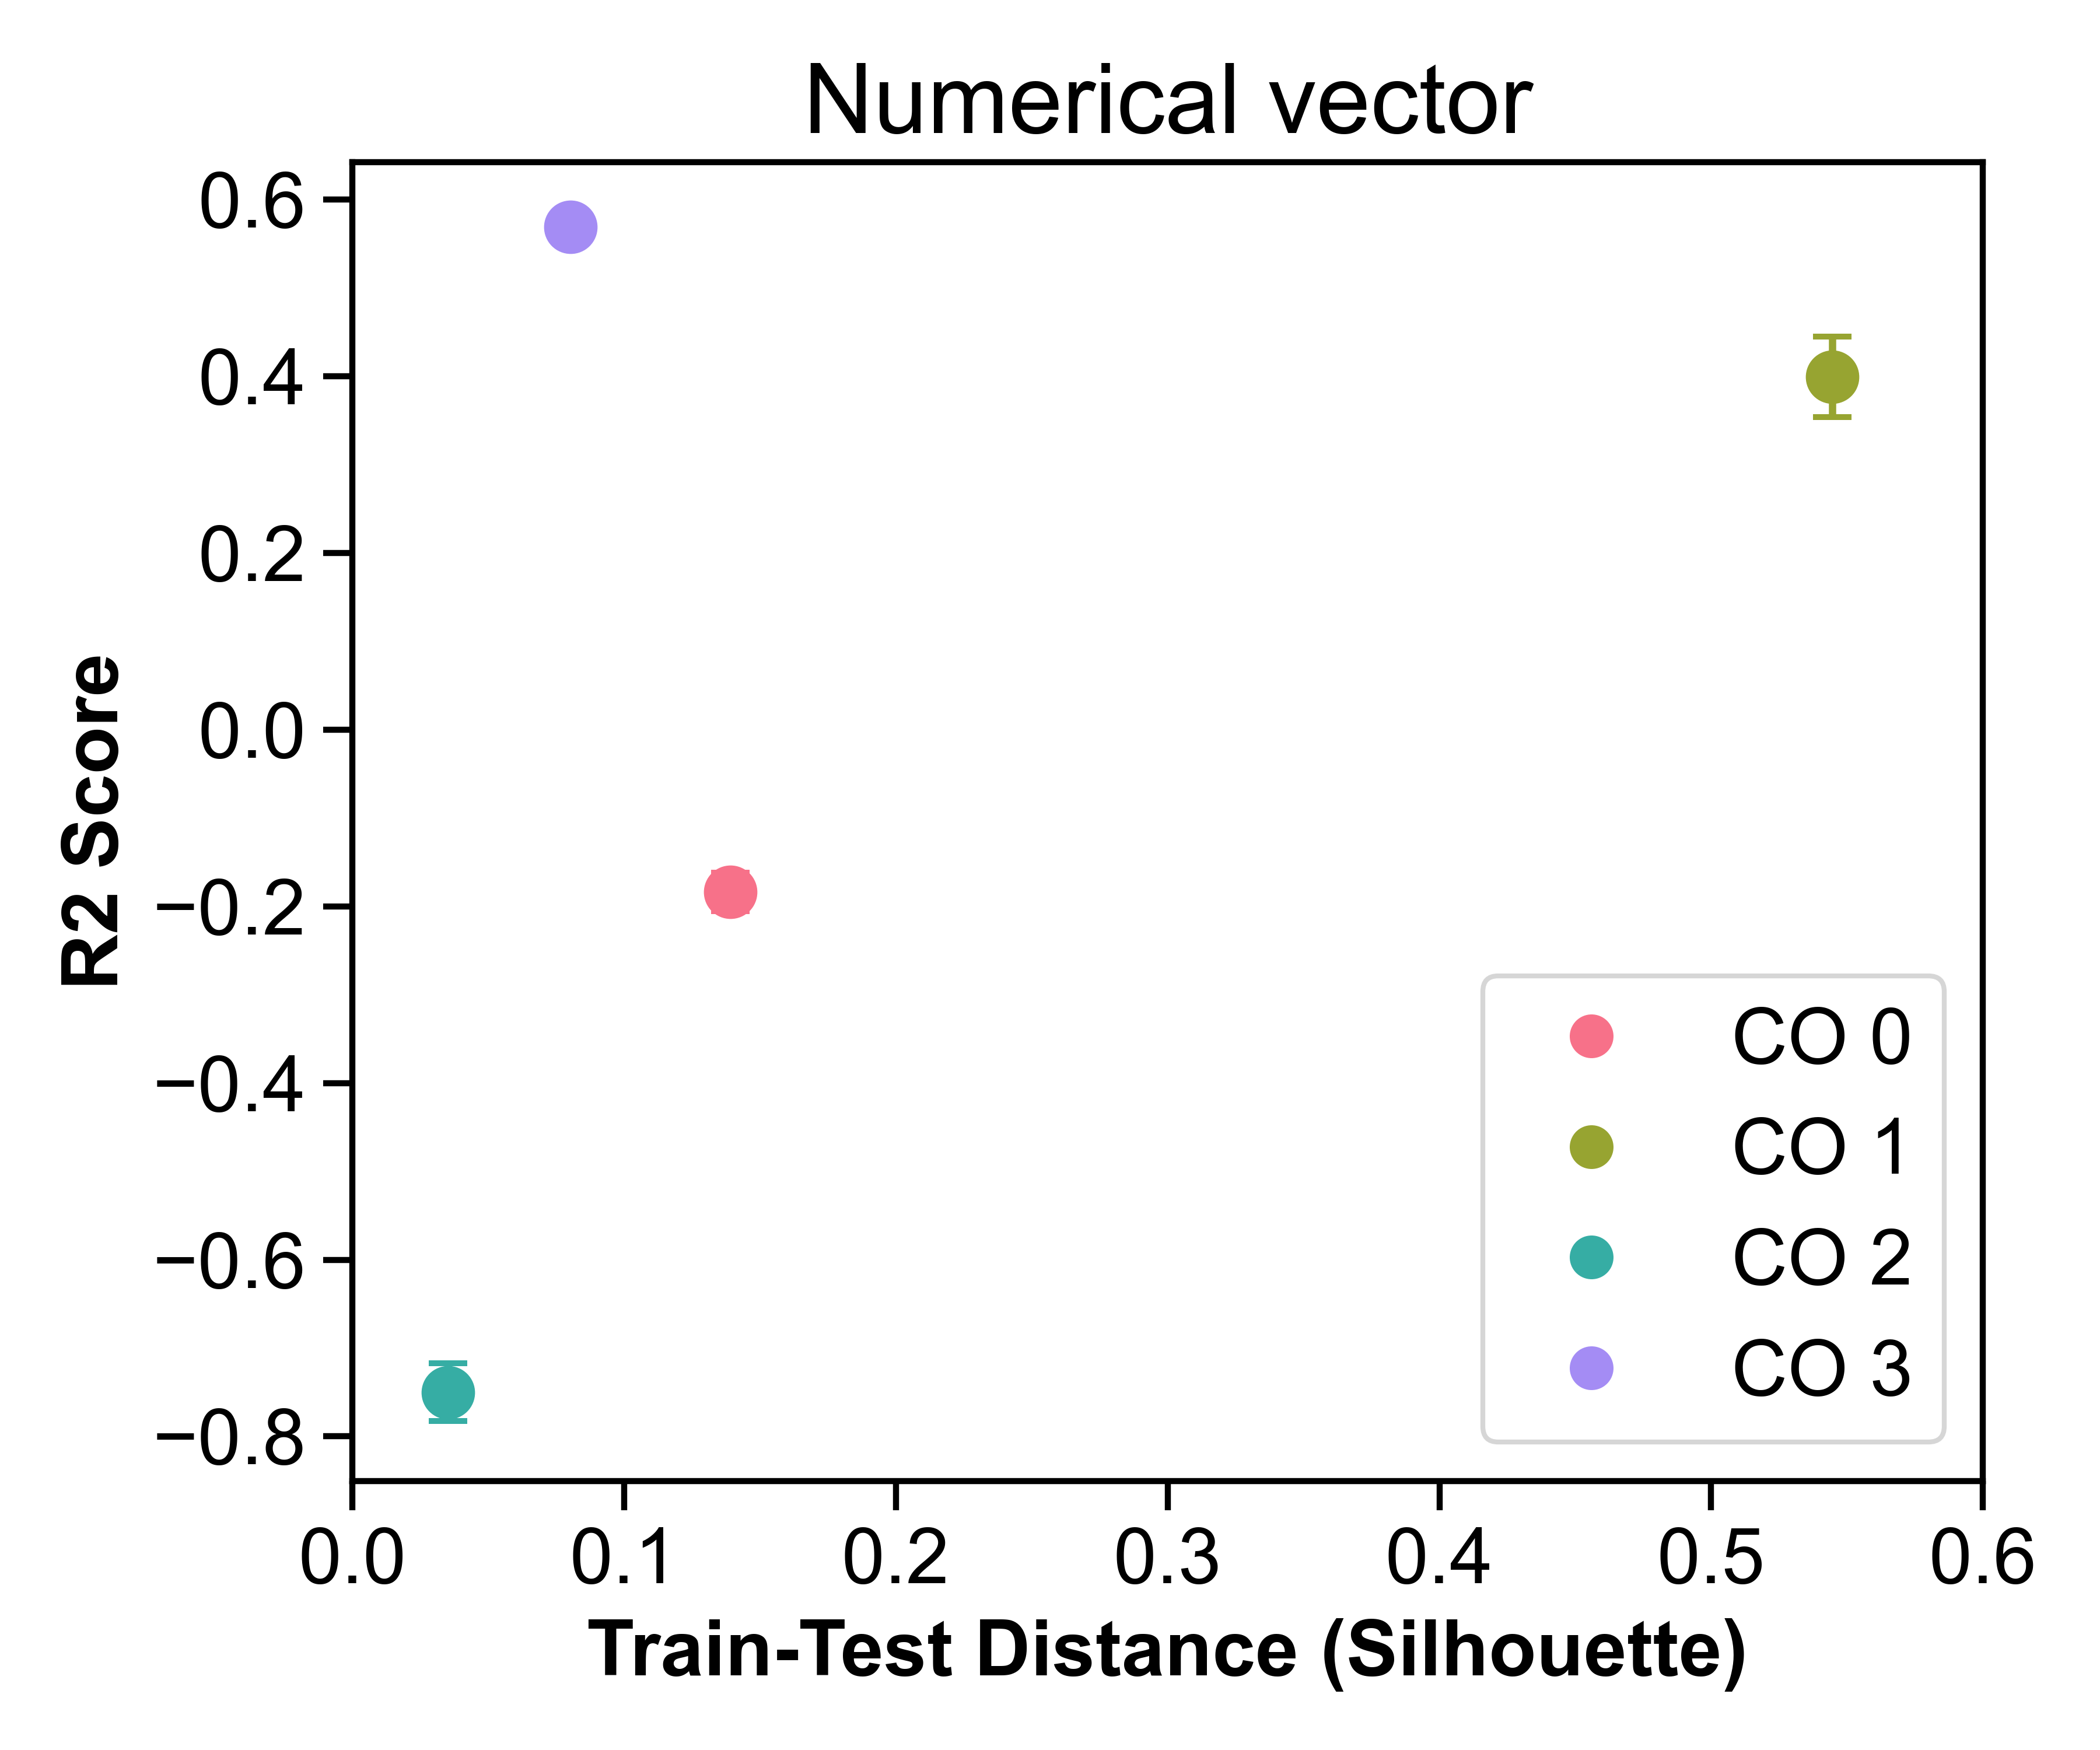 Numerical vector
0.6
0.4
0.2
0.0
−0.2
−0.4
−0.6
−0.8
R2 Score
CO 0
CO 1
CO 2
CO 3
0.0 0.1 0.2 0.3 0.4 0.5 0.6
Train-Test Distance (Silhouette)